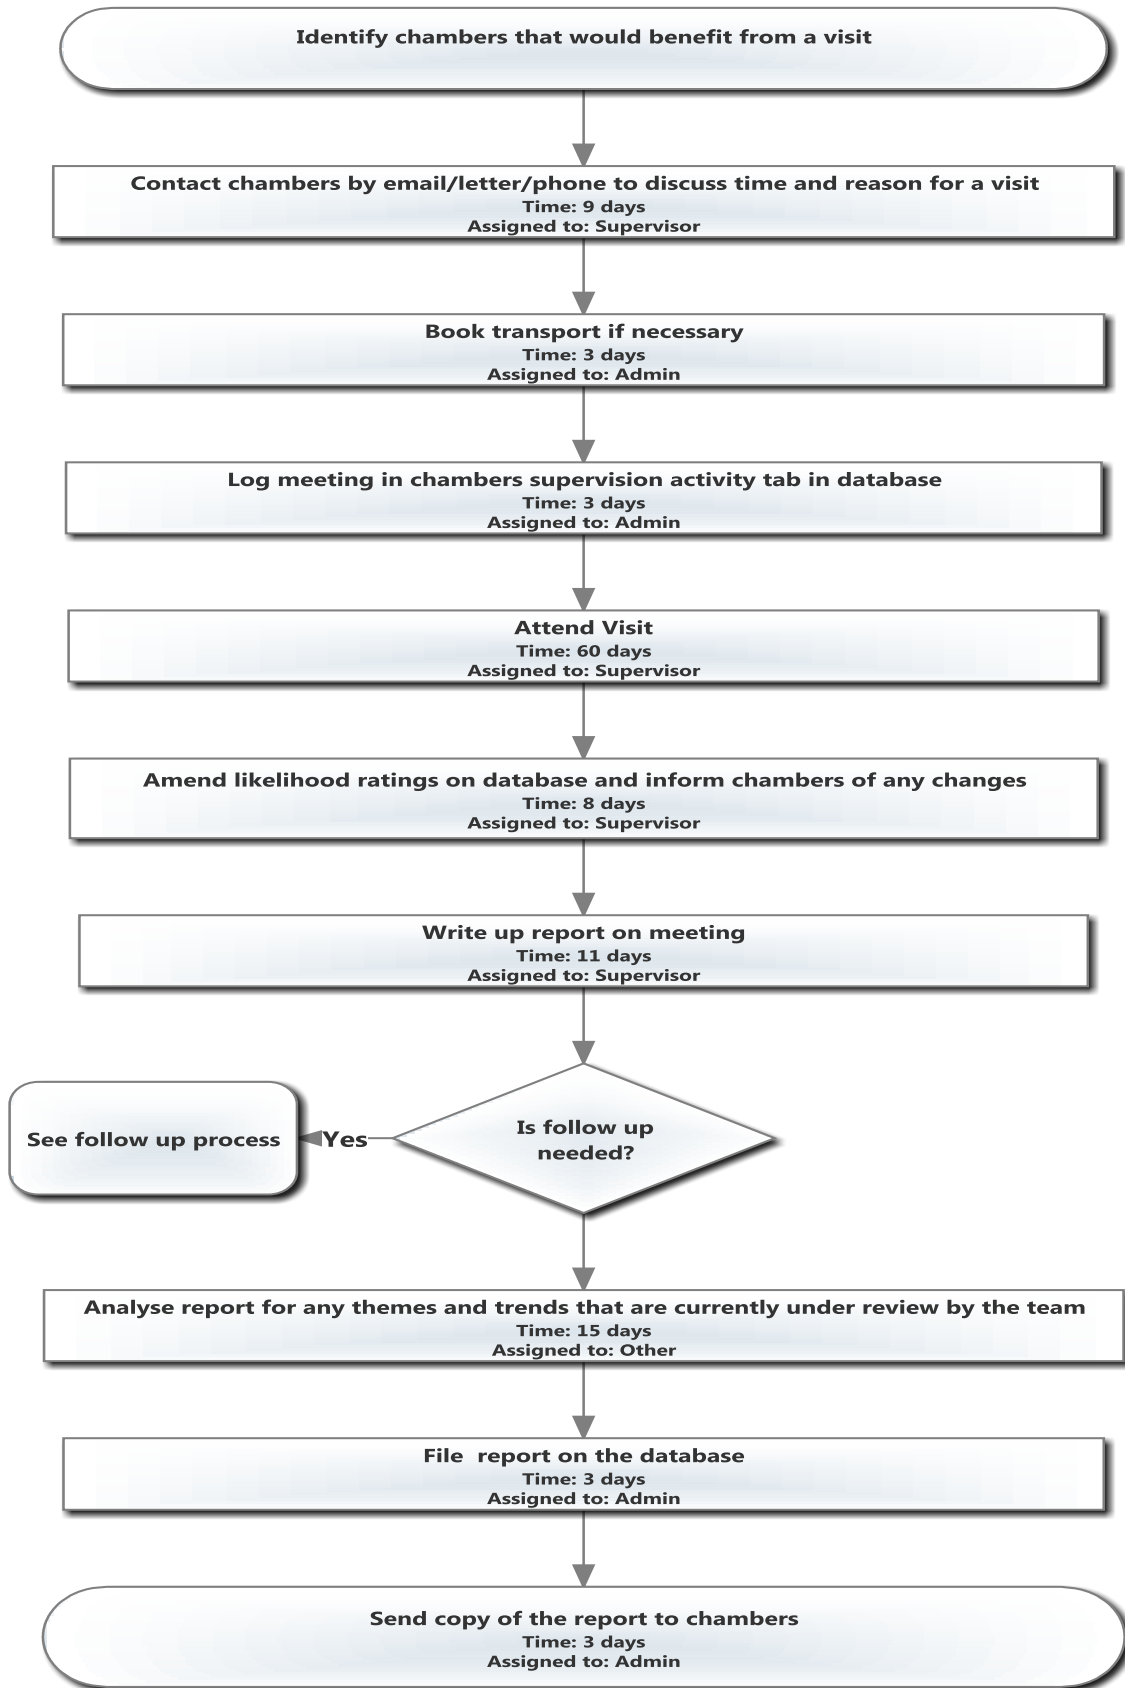 Identify chambers that would benefit from a visit
Contact chambers by email/letter/phone to discuss time and reason for a visit
Time: 9 days
Assigned to: Supervisor
Book transport if necessary
Time: 3 days
Assigned to: Admin
Log meeting in chambers supervision activity tab in database
Time: 3 days
Assigned to: Admin
Attend Visit
Time: 60 days
Assigned to: Supervisor
Amend likelihood ratings on database and inform chambers of any changes
Time: 8 days
Assigned to: Supervisor
Write up report on meeting
Time: 11 days
Assigned to: Supervisor
Is follow up
needed?
Yes
See follow up process
Analyse report for any themes and trends that are currently under review by the team
Time: 15 days
Assigned to: Other
File  report on the database
Time: 3 days
Assigned to: Admin
Send copy of the report to chambers
Time: 3 days
Assigned to: Admin